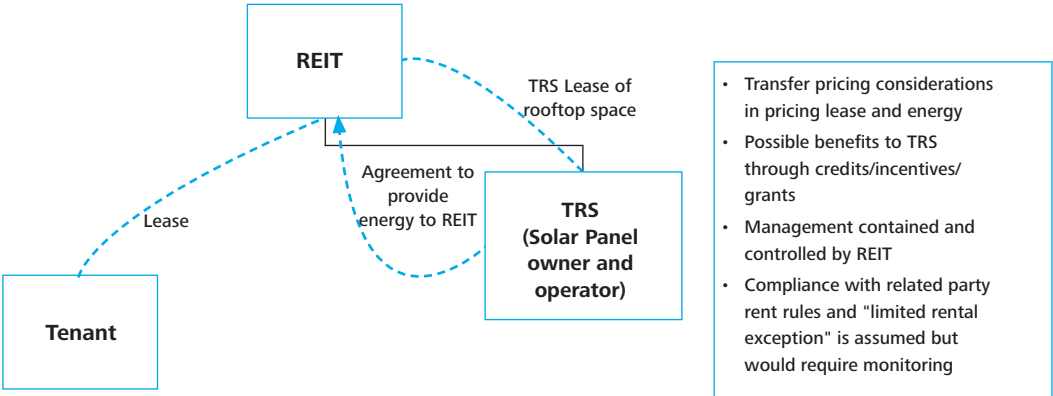 REIT
TRS Lease of
rooftop space
Agreement to
provide
energy to REIT
Lease
TRS
(Solar Panel
owner and
operator)
Tenant
• Transfer pricing considerations
in pricing lease and energy
• Possible benefits to TRS
through credits/incentives/
grants
• Management contained and
controlled by REIT
• Compliance with related party
rent rules and "limited rental
exception" is assumed but
would require monitoring